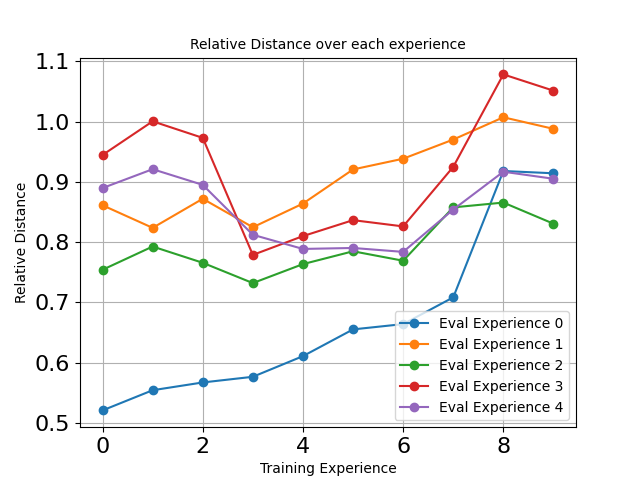 Relative Distance over each experience
1.1
1.0
0.9
0.8
0.7
0.6
0.5
Relative Distance
0 2 4 6 8
Training Experience
Eval Experience 0
Eval Experience 1
Eval Experience 2
Eval Experience 3
Eval Experience 4